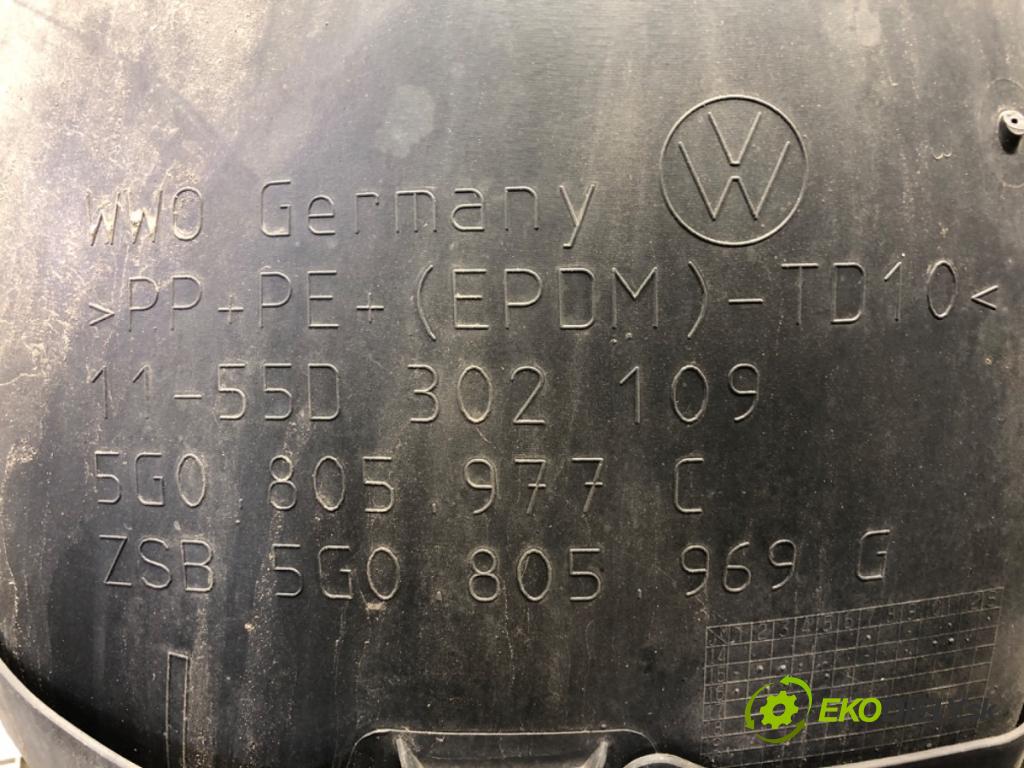 WWO Germany
>PP+PE+(EPDM)-TD10<
11-55D 302 109
5G0 805 977 C
ZSB 5G0 805 969 G
EKO